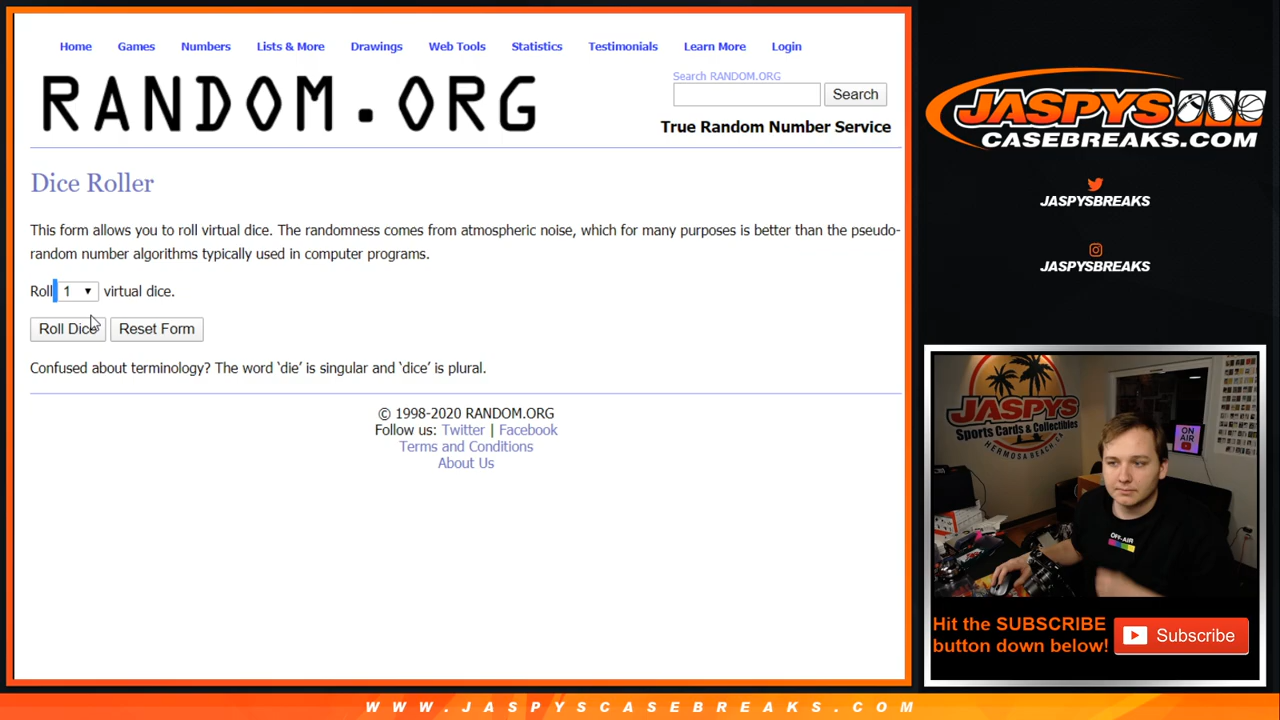 Home Games Numbers Lists & More Drawings Web Tools Statistics Testimonials Learn More Login
RANDOM.ORG
Search RANDOM.ORG
Search
True Random Number Service
Dice Roller
This form allows you to roll virtual dice. The randomness comes from atmospheric noise, which for many purposes is better than the pseudo-
random number algorithms typically used in computer programs.
Roll 1 virtual dice.
Roll Dice Reset Form
Confused about terminology? The word ‘die’ is singular and ‘dice’ is plural.
© 1998-2020 RANDOM.ORG
Follow us: Twitter | Facebook
Terms and Conditions
About Us
JASPYS
CASEBREAKS.COM
JASPYSBREAKS
JASPYSBREAKS
JASPYS
Sports Cards & Collectibles
HERMOSA BEACH, CA
ON
AIR
OFF-AIR
Hit the SUBSCRIBE
button down below!
Subscribe
WWW.JASPYSCASEBREAKS.COM